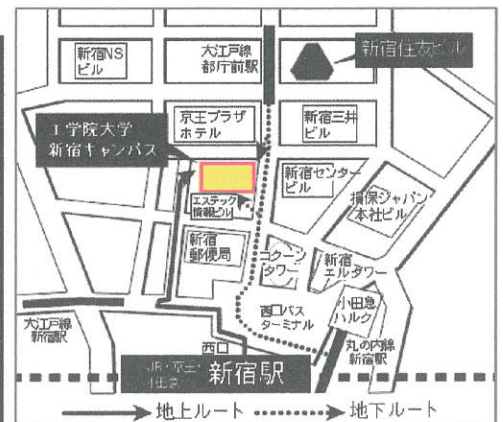 新宿NS
ビル
大江戸線
都庁前駅
新宿住友ビル
京王プラザ
ホテル
新宿三井
ビル
工学院大学
新宿キャンパス
新宿センター
ビル
エステック
情報ビル
損保ジャパン
本社ビル
新宿
郵便局
コクーン
タワー
新宿
エルタワー
小田急
ハルク
西口バス
ターミナル
大江戸線
新宿駅
西口
丸の内線
新宿駅
JR・京王・
小田急
新宿駅
地上ルート
地下ルート